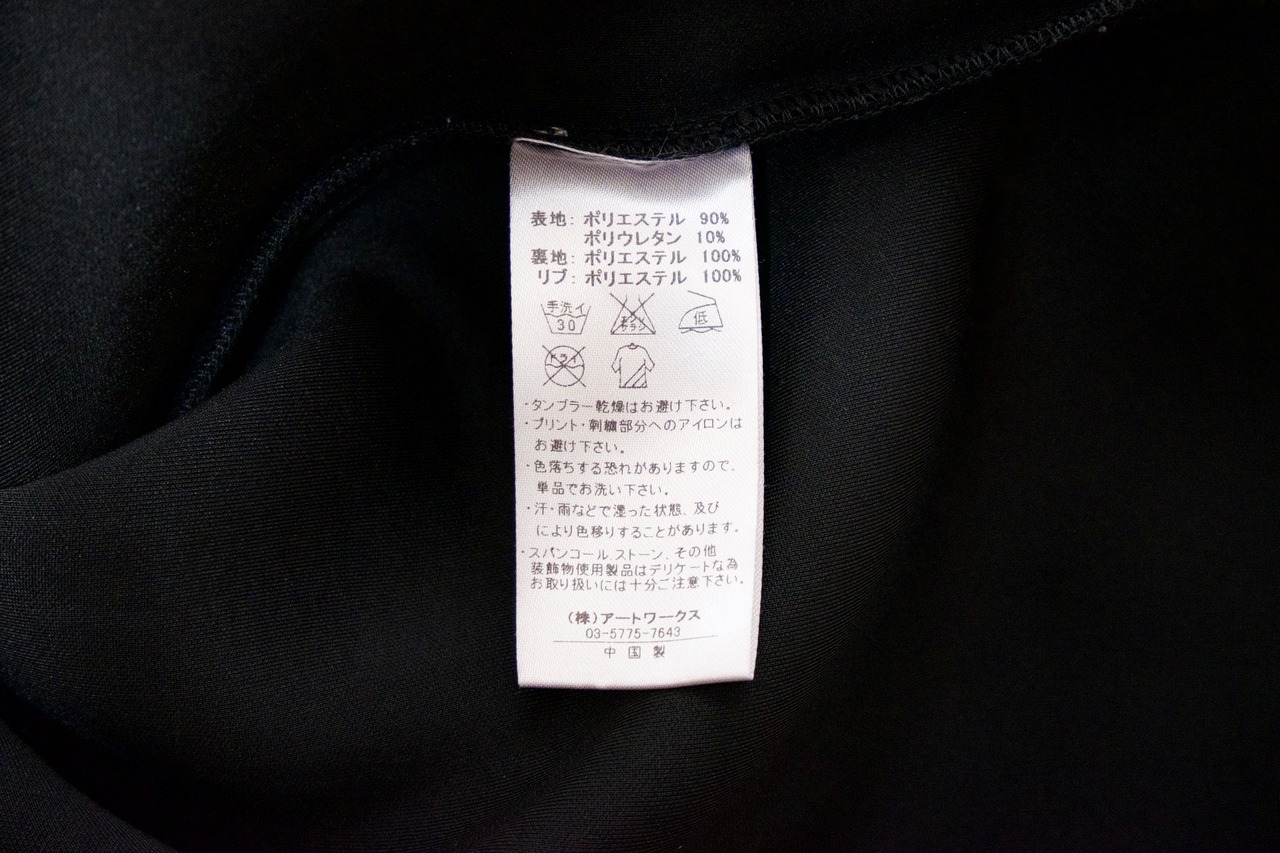 表地: ポリエステル 90%
ポリウレタン 10%
裏地: ポリエステル 100%
リブ: ポリエステル 100%
手洗イ 30
エンソサラシ
低
ドライ
・タンブラー乾燥はお避け下さい。
・プリント・刺繍部分へのアイロンは
お避け下さい。
・色落ちする恐れがありますので、
単品でお洗い下さい。
・汗・雨などで湿った状態、及び
により色移りすることがあります。
・スパンコール、ストーン、その他
装飾物使用製品はデリケートな為
お取り扱いには十分ご注意下さい。
(株)アートワークス
03-5775-7643
中国製